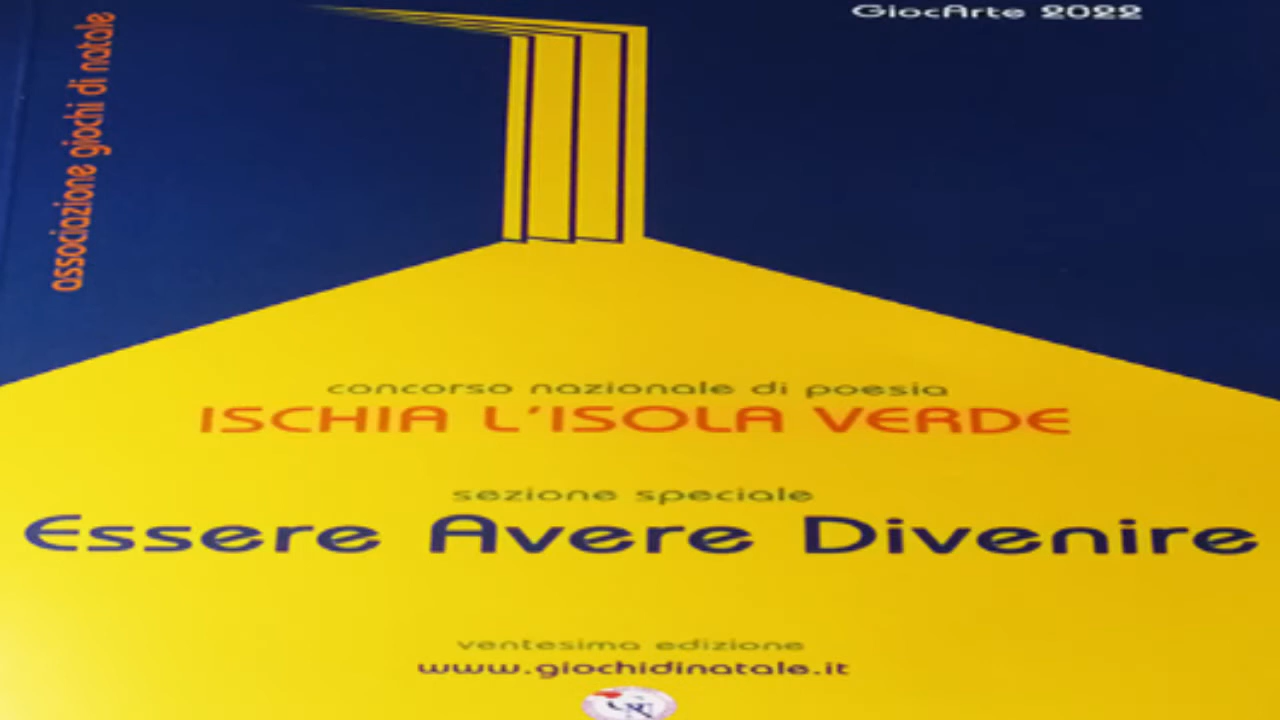 GiocArte 2022
associazione giochi di natale
concorso nazionale di poesia
ISCHIA L'ISOLA VERDE
sezione speciale
Essere Avere Divenire
ventesima edizione
www.giochidinatale.it